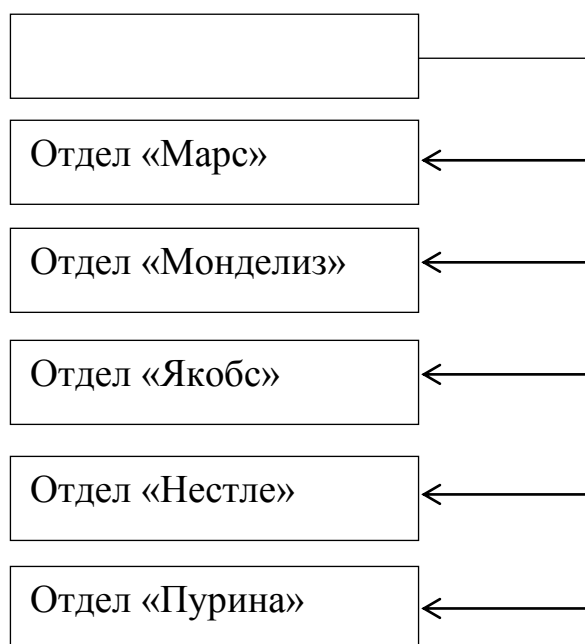 Отдел «Марс»
Отдел «Монделиз»
Отдел «Якобс»
Отдел «Нестле»
Отдел «Пурина»